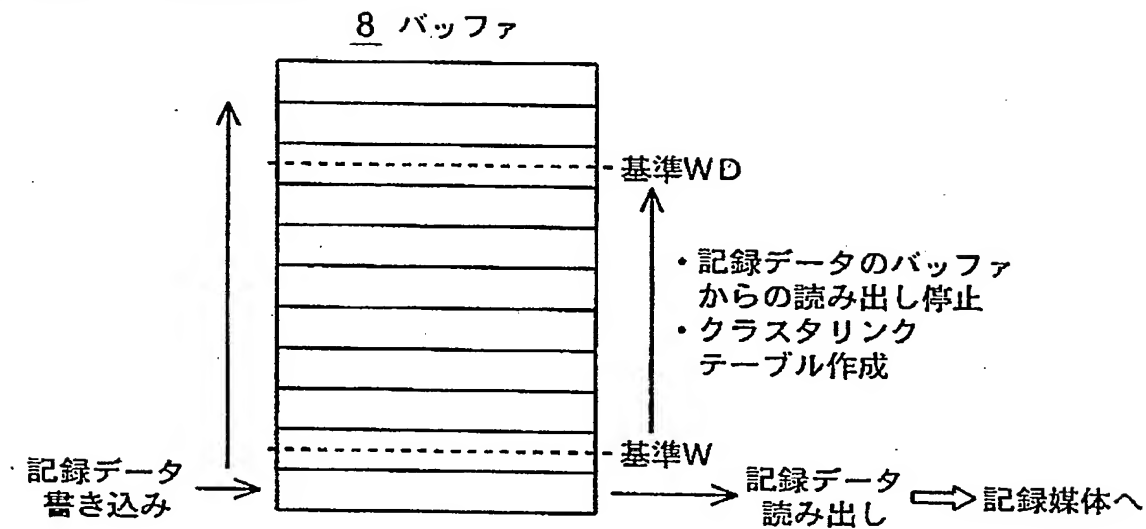 8 バッファ
基準WD
・記録データのバッファ
からの読み出し停止
・クラスタリンク
テーブル作成
基準W
記録データ
書き込み
記録データ
読み出し
記録媒体へ